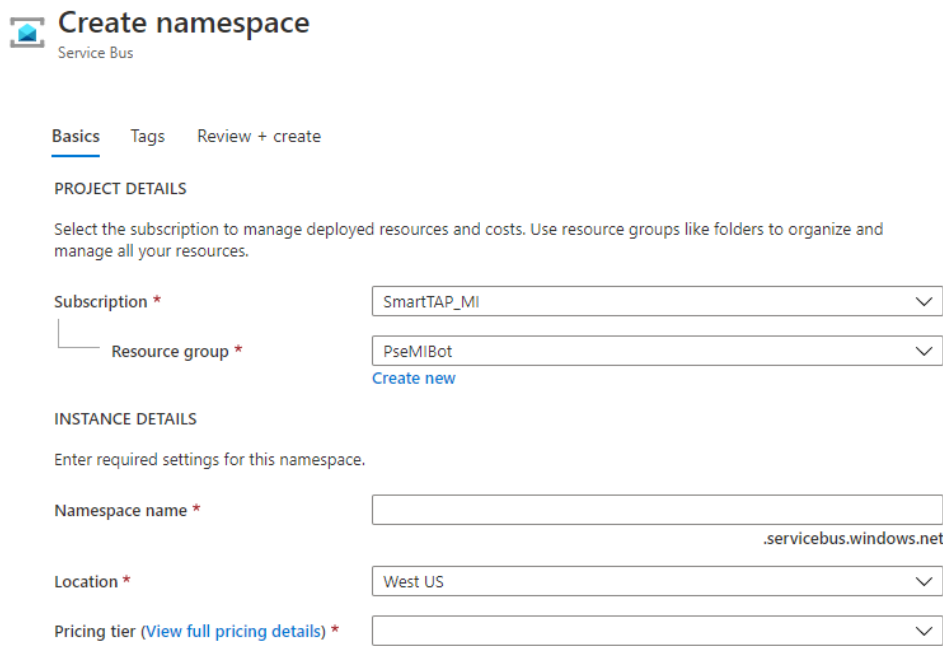 Create namespace
Service Bus
Basics Tags Review + create
PROJECT DETAILS
Select the subscription to manage deployed resources and costs. Use resource groups like folders to organize and
manage all your resources.
Subscription * SmartTAP_MI
Resource group * PseMIBot
Create new
INSTANCE DETAILS
Enter required settings for this namespace.
Namespace name *
.servicebus.windows.net
Location * West US
Pricing tier (View full pricing details) *